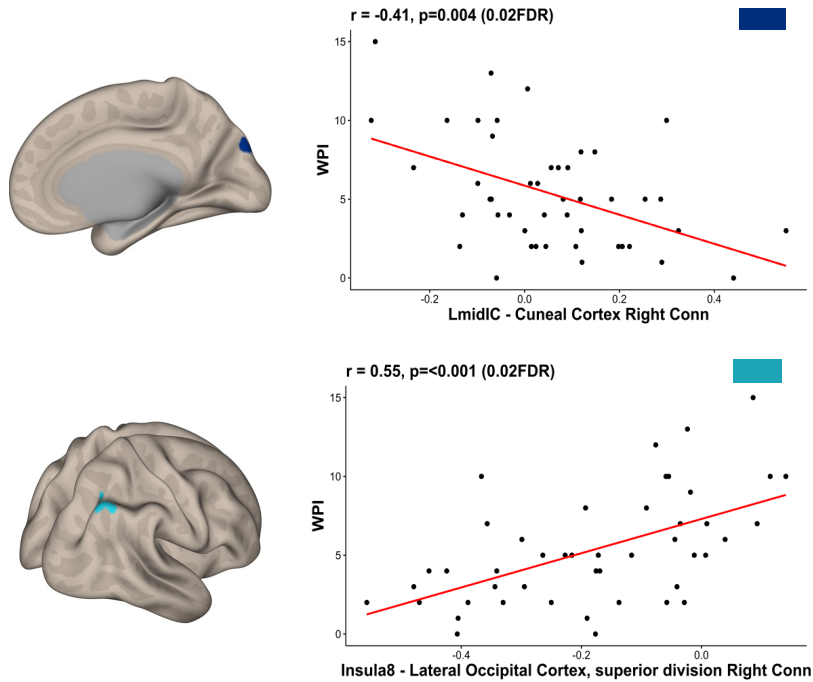 r = -0.41, p=0.004 (0.02FDR)
WPI
15
10
5
0
-0.2 0.0 0.2 0.4
LmidIC - Cuneal Cortex Right Conn
r = 0.55, p=<0.001 (0.02FDR)
WPI
15
10
5
0
-0.4 -0.2 0.0
Insula8 - Lateral Occipital Cortex, superior division Right Conn